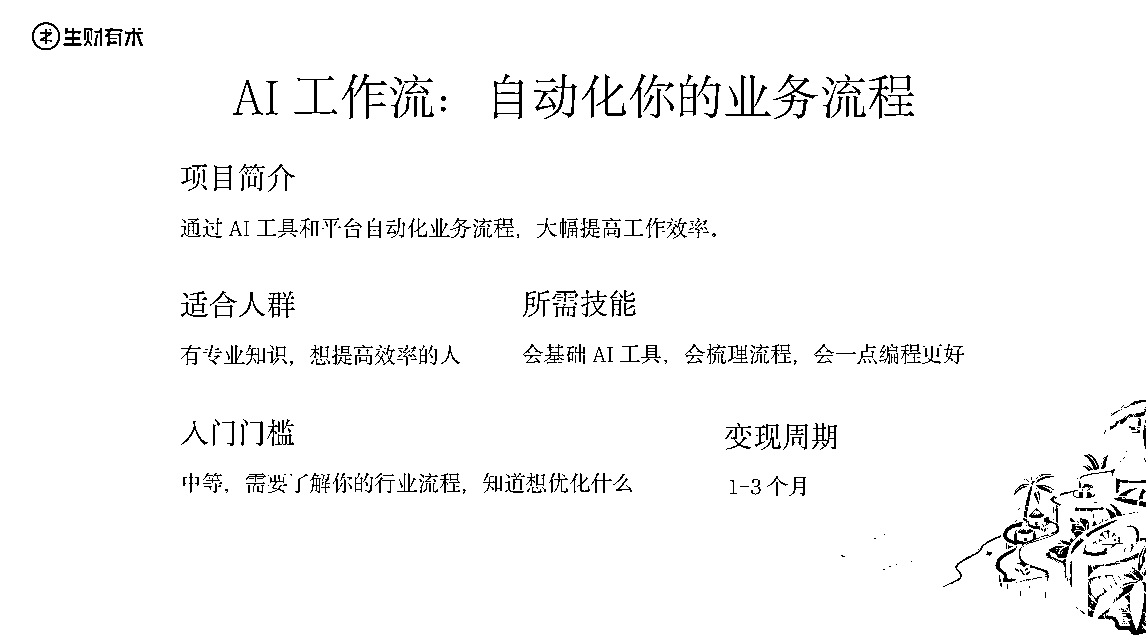 生财有术
AI 工作流：自动化你的业务流程
项目简介
通过 AI 工具和平台自动化业务流程，大幅提高工作效率。
适合人群
有专业知识，想提高效率的人
所需技能
会基础 AI 工具，会梳理流程，会一点编程更好
入门门槛
中等，需要了解你的行业流程，知道想优化什么
变现周期
1-3 个月